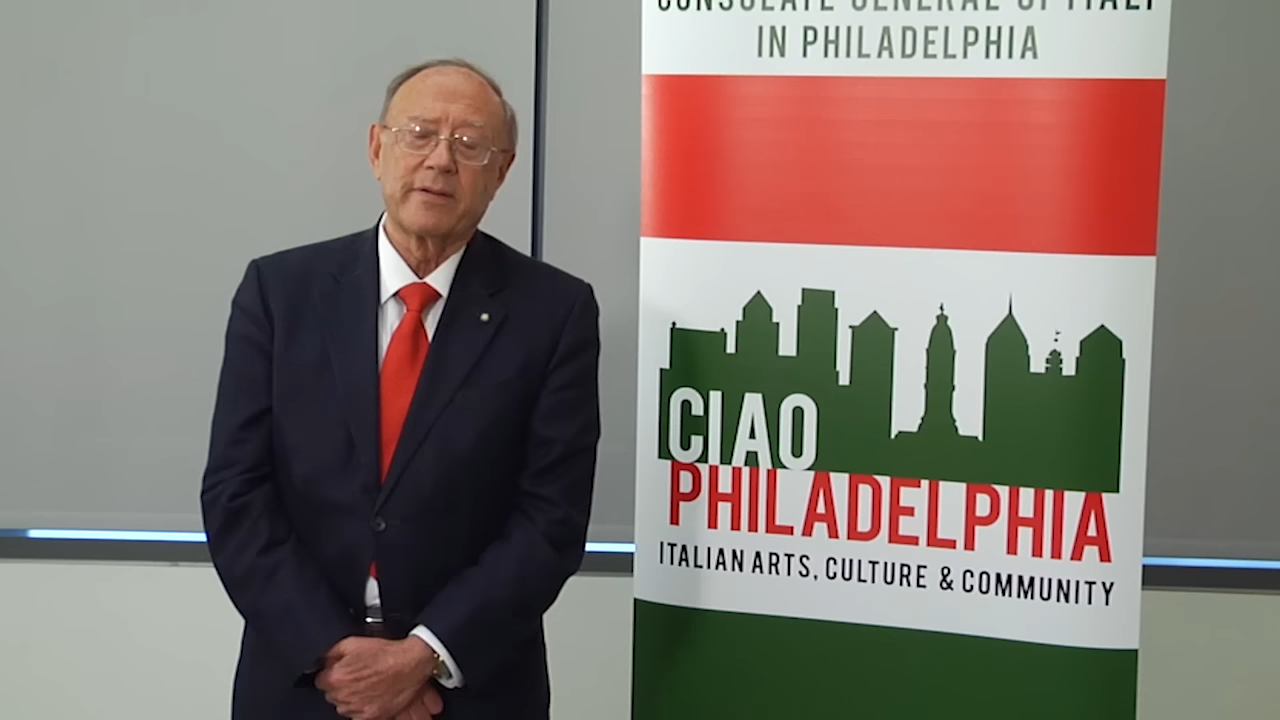 CONSULATE GENERAL OF ITALY
IN PHILADELPHIA
CIAO
PHILADELPHIA
ITALIAN ARTS, CULTURE & COMMUNITY